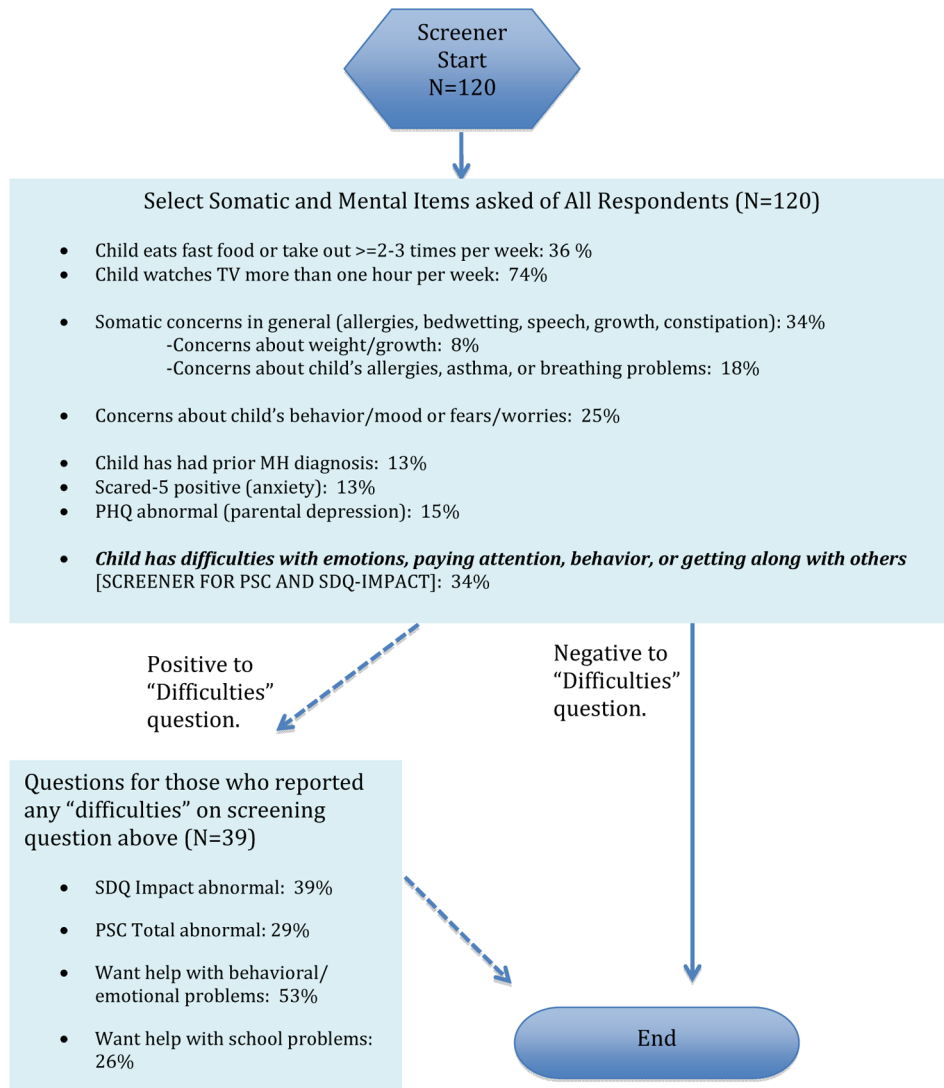 Screener
Start
N=120
Select Somatic and Mental Items asked of All Respondents (N=120)
• Child eats fast food or take out >=2-3 times per week: 36 %
• Child watches TV more than one hour per week: 74%
• Somatic concerns in general (allergies, bedwetting, speech, growth, constipation): 34%
-Concerns about weight/growth: 8%
-Concerns about child’s allergies, asthma, or breathing problems: 18%
• Concerns about child’s behavior/mood or fears/worries: 25%
• Child has had prior MH diagnosis: 13%
• Scared-5 positive (anxiety): 13%
• PHQ abnormal (parental depression): 15%
• Child has difficulties with emotions, paying attention, behavior, or getting along with others
[SCREENER FOR PSC AND SDQ-IMPACT]: 34%
Positive to
“Difficulties”
question.
Negative to
“Difficulties”
question.
Questions for those who reported
any “difficulties” on screening
question above (N=39)
• SDQ Impact abnormal: 39%
• PSC Total abnormal: 29%
• Want help with behavioral/
emotional problems: 53%
• Want help with school problems:
26%
End